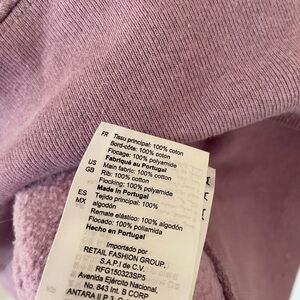 FR Tissu principal: 100% coton
Bord-côte: 100% coton
Flocage: 100% polyamide
Fabriqué au Portugal
US Main fabric: 100% cotton
GB Rib: 100% cotton
Flocking: 100% polyamide
Made in Portugal
ES Tejido principal: 100%
MX algodón
Remate elástico: 100% algodón
Flocado: 100% poliamida
Hecho en Portugal
Importado por
RETAIL FASHION GROUP,
S.A.P.I de C.V.
RFG150323SP5
Avenida Ejército Nacional,
No. 843 int. B CORP
ANTARA II P.